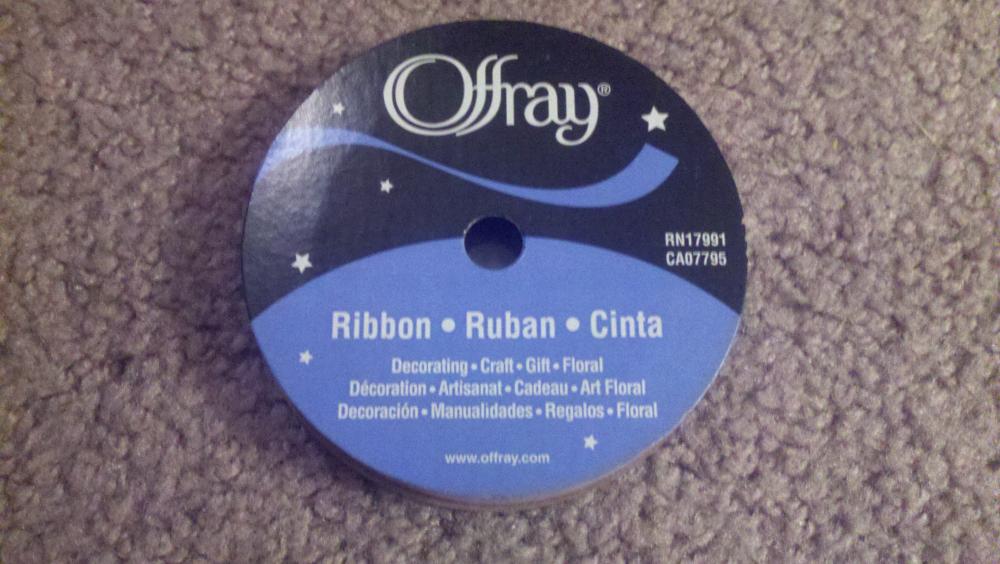 Offray®
RN17991
CA07795
Ribbon • Ruban • Cinta
Decorating • Craft • Gift • Floral
Décoration • Artisanat • Cadeau • Art Floral
Decoración • Manualidades • Regalos • Floral
www.offray.com